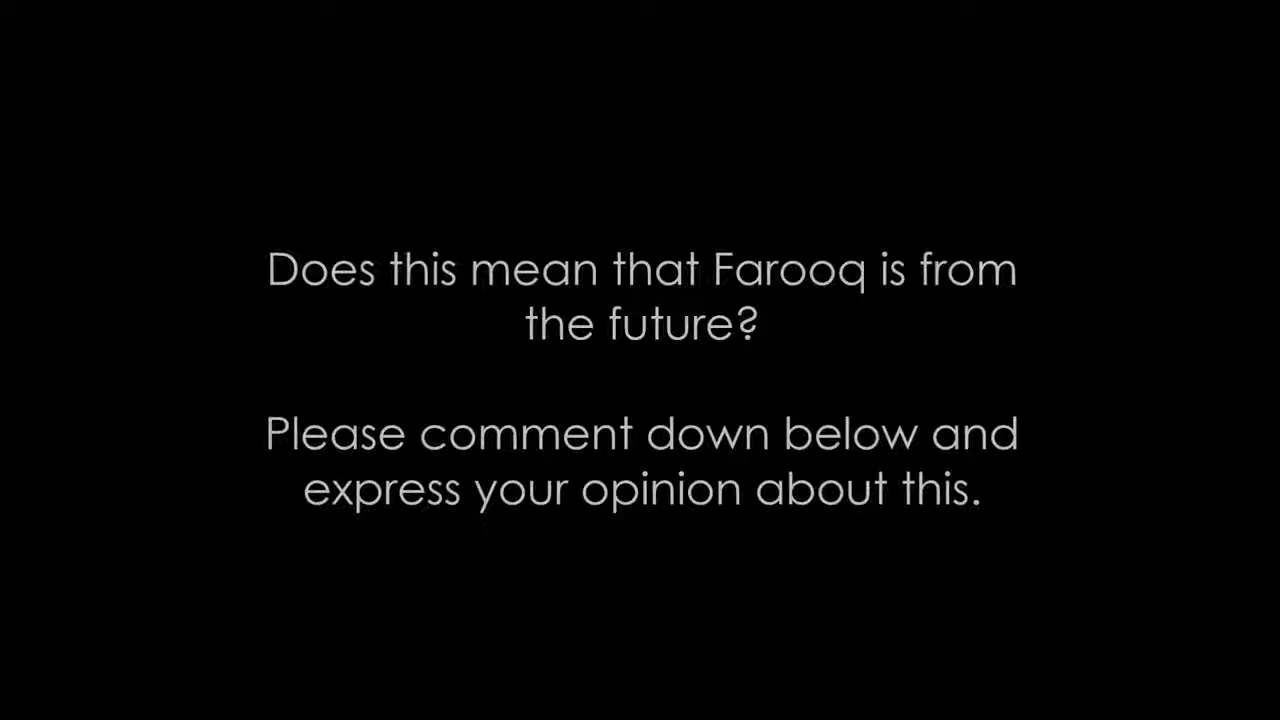 Does this mean that Farooq is from
the future?
Please comment down below and
express your opinion about this.